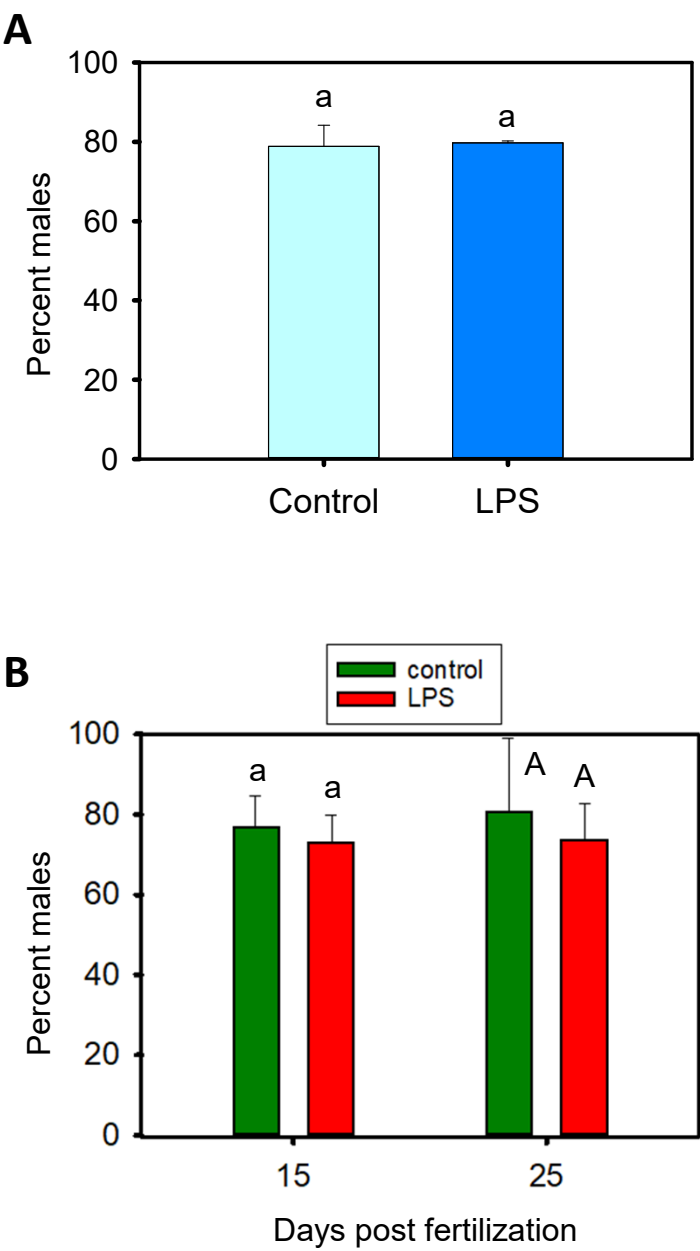 A
100
80
60
40
20
0
Percent males
a
a
Control
LPS
B
control
LPS
100
80
60
40
20
0
Percent males
a
a
A
A
15
25
Days post fertilization